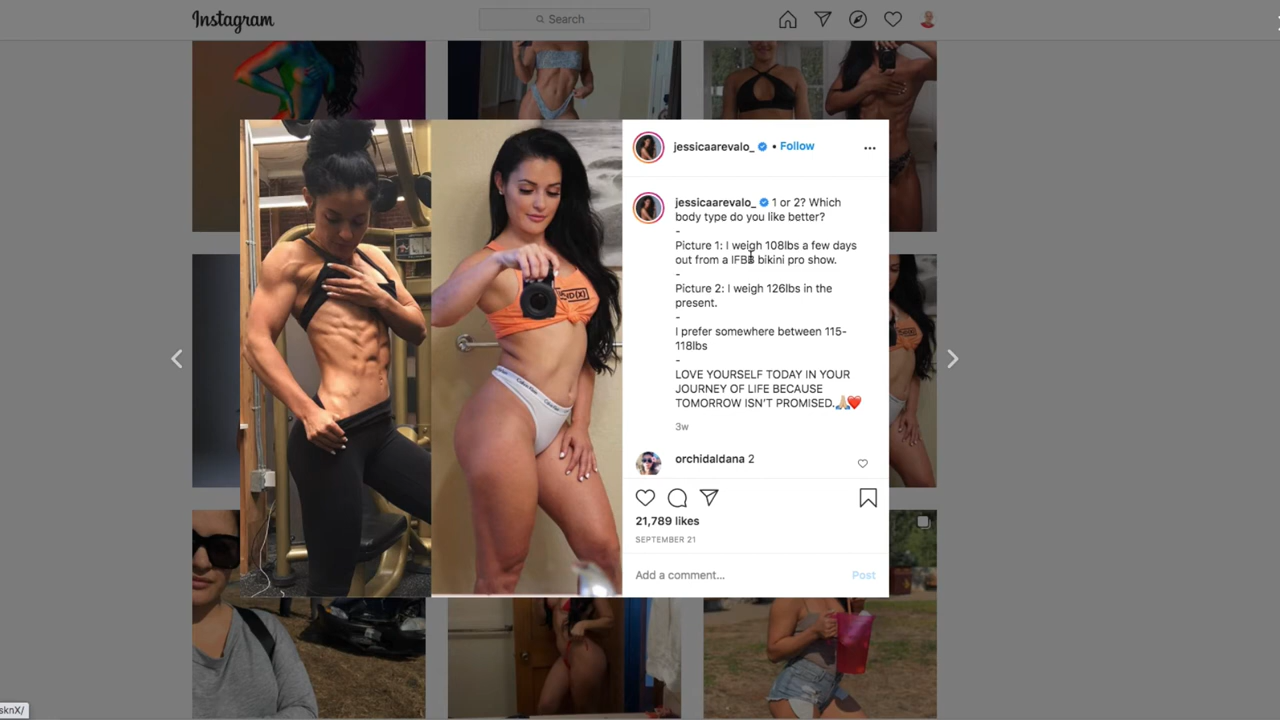 Instagram
Search
jessicaarevalo_ • Follow
jessicaarevalo_ 1 or 2? Which
body type do you like better?
-
Picture 1: I weigh 108lbs a few days
out from a IFBB bikini pro show.
-
Picture 2: I weigh 126lbs in the
present.
-
I prefer somewhere between 115-
118lbs
-
LOVE YOURSELF TODAY IN YOUR
JOURNEY OF LIFE BECAUSE
TOMORROW ISN'T PROMISED.🙏🏼❤️
3w
orchidaldana 2
21,789 likes
SEPTEMBER 21
Add a comment...
Post
sknX/